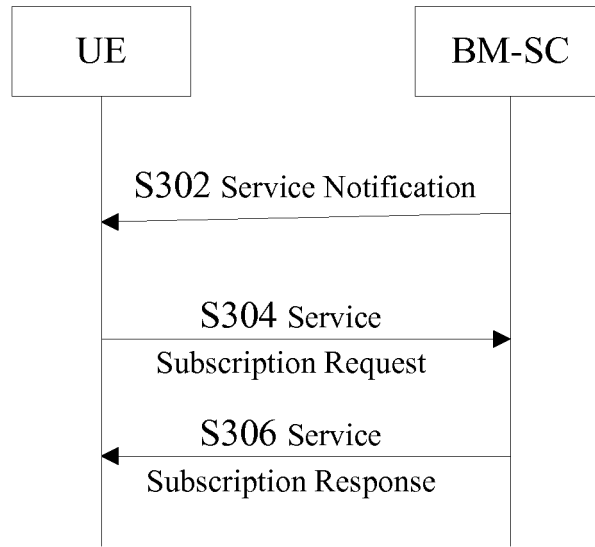 UE
BM-SC
S302 Service Notification
S304 Service
Subscription Request
S306 Service
Subscription Response